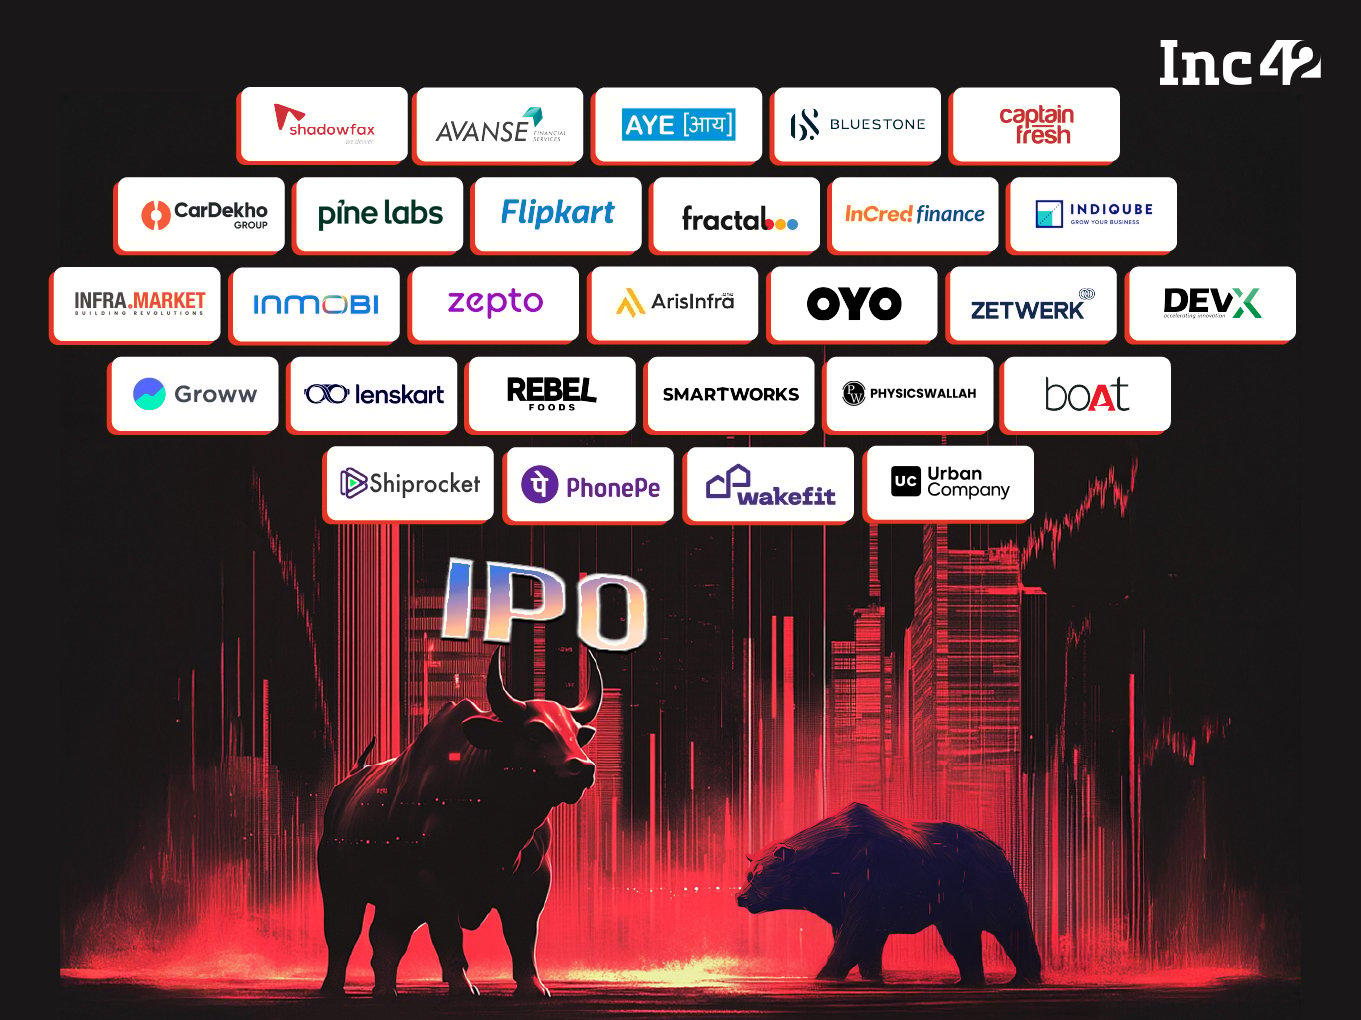 Inc42
shadowfax
we deliver
AVANSE FINANCIAL SERVICES
AYE [आय]
BLUESTONE
captain
fresh
CarDekho
GROUP
pine labs
Flipkart
fractal
InCred finance
INDIQUBE
GROW YOUR BUSINESS
INFRA.MARKET
BUILDING REVOLUTIONS
INMOBI
zepto
ArisInfra
OYO
ZETWERK
DEVX
accelerating innovation
Groww
lenskart
REBEL
FOODS
SMARTWORKS
PW PHYSICSWALLAH
boAt
Shiprocket
पे PhonePe
wakefit
UC Urban
Company
IPO